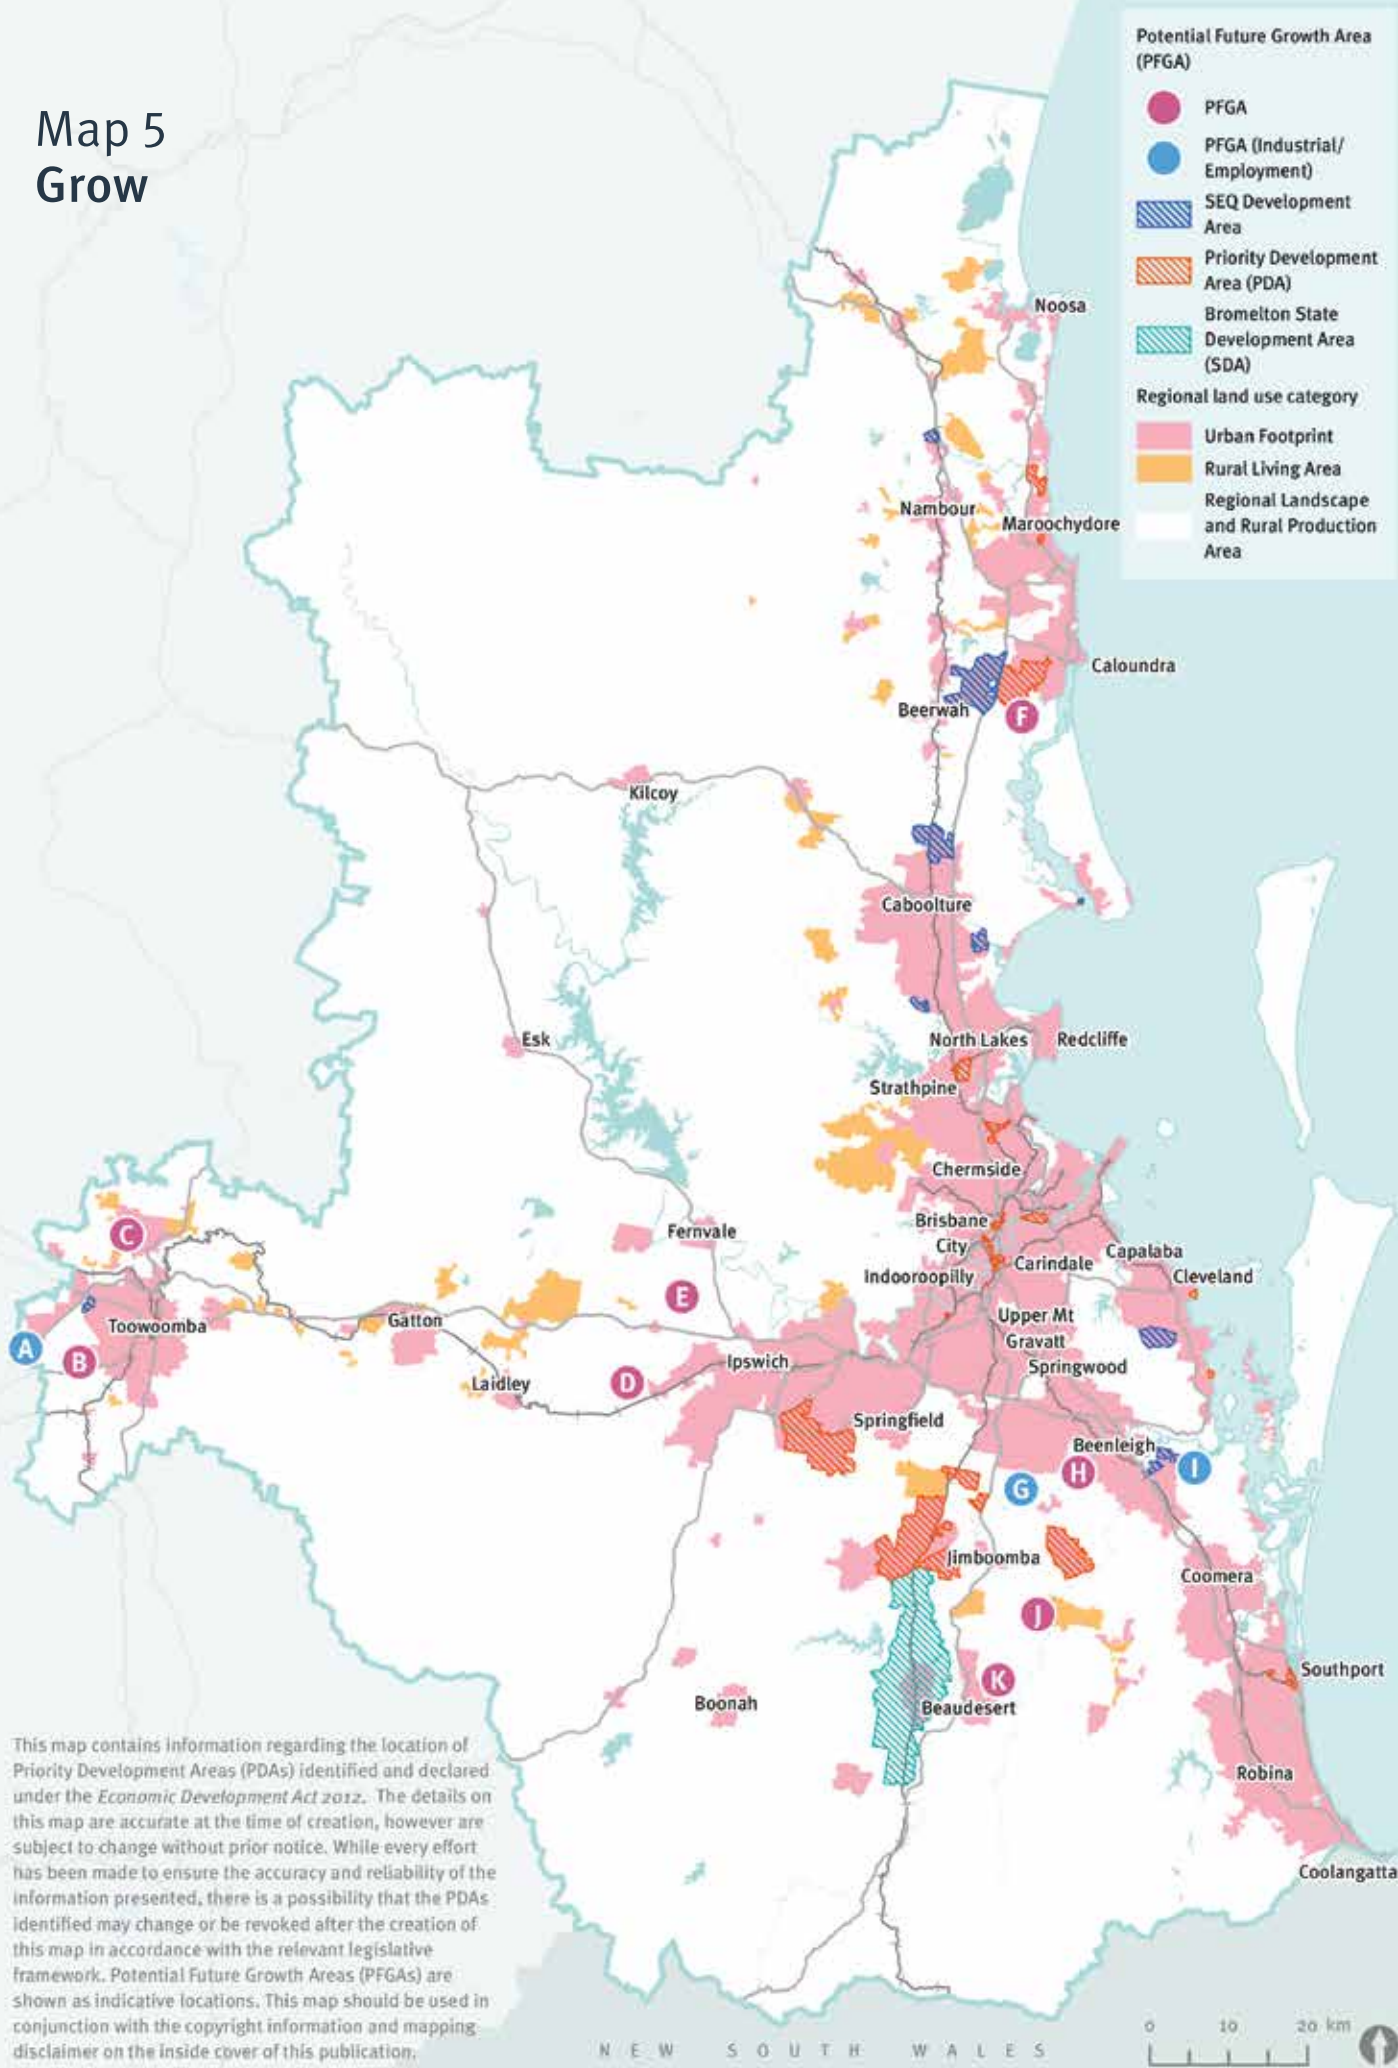 Map 5
Grow
Potential Future Growth Area
(PFGA)
PFGA
PFGA (Industrial/
Employment)
SEQ Development
Area
Priority Development
Area (PDA)
Bromelton State
Development Area
(SDA)
Regional land use category
Urban Footprint
Rural Living Area
Regional Landscape
and Rural Production
Area
Noosa
Nambour
Maroochydore
Caloundra
Beerwah
F
Kilcoy
Caboolture
Esk
North Lakes
Redcliffe
Strathpine
Chermside
C
Fernvale
Brisbane
City
Capalaba
Carindale
Indooroopilly
Cleveland
E
Toowoomba
Gatton
Upper Mt
Gravatt
A
B
Ipswich
Springwood
Laidley
D
Springfield
Beenleigh
H
I
G
Jimboomba
Coomera
J
Southport
K
Boonah
Beaudesert
Robina
Coolangatta
This map contains information regarding the location of
Priority Development Areas (PDAs) identified and declared
under the Economic Development Act 2012. The details on
this map are accurate at the time of creation, however are
subject to change without prior notice. While every effort
has been made to ensure the accuracy and reliability of the
information presented, there is a possibility that the PDAs
identified may change or be revoked after the creation of
this map in accordance with the relevant legislative
framework. Potential Future Growth Areas (PFGAs) are
shown as indicative locations. This map should be used in
conjunction with the copyright information and mapping
disclaimer on the inside cover of this publication.
NEW SOUTH WALES
0 10 20 km